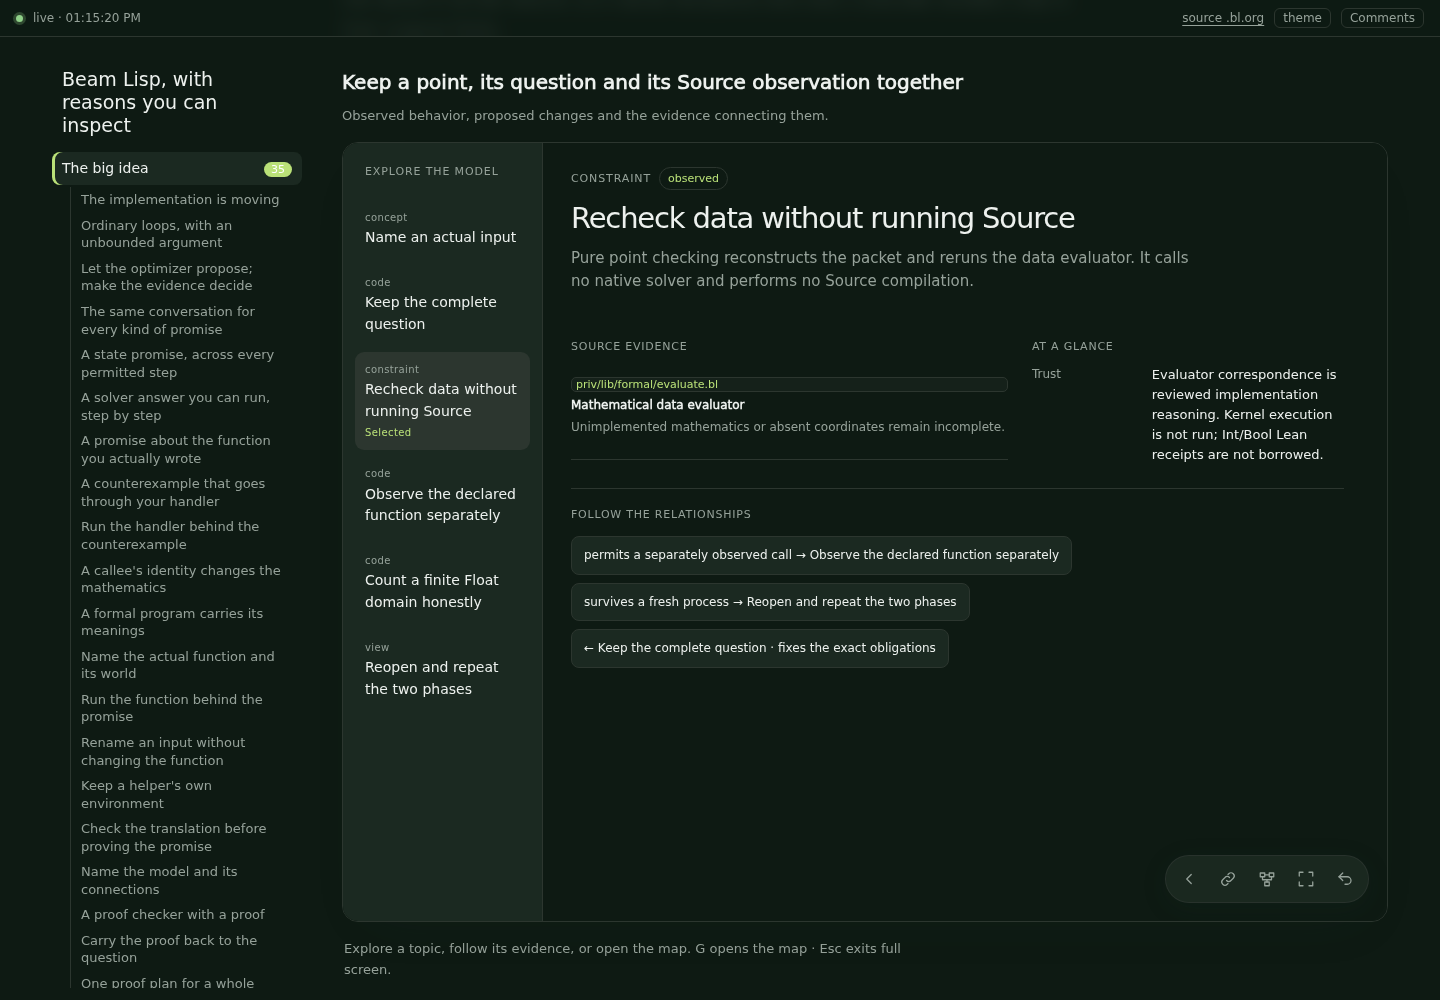 live · 01:15:20 PM
source .bl.org
theme
Comments
Beam Lisp, with
reasons you can
inspect
The big idea
35
The implementation is moving
Ordinary loops, with an
unbounded argument
Let the optimizer propose;
make the evidence decide
The same conversation for
every kind of promise
A state promise, across every
permitted step
A solver answer you can run,
step by step
A promise about the function
you actually wrote
A counterexample that goes
through your handler
Run the handler behind the
counterexample
A callee's identity changes the
mathematics
A formal program carries its
meanings
Name the actual function and
its world
Run the function behind the
promise
Rename an input without
changing the function
Keep a helper's own
environment
Check the translation before
proving the promise
Name the model and its
connections
A proof checker with a proof
Carry the proof back to the
question
One proof plan for a whole
Keep a point, its question and its Source observation together
Observed behavior, proposed changes and the evidence connecting them.
EXPLORE THE MODEL
concept
Name an actual input
code
Keep the complete
question
constraint
Recheck data without
running Source
Selected
code
Observe the declared
function separately
code
Count a finite Float
domain honestly
view
Reopen and repeat
the two phases
CONSTRAINT
observed
Recheck data without running Source
Pure point checking reconstructs the packet and reruns the data evaluator. It calls
no native solver and performs no Source compilation.
SOURCE EVIDENCE
priv/lib/formal/evaluate.bl
Mathematical data evaluator
Unimplemented mathematics or absent coordinates remain incomplete.
AT A GLANCE
Trust
Evaluator correspondence is
reviewed implementation
reasoning. Kernel execution
is not run; Int/Bool Lean
receipts are not borrowed.
FOLLOW THE RELATIONSHIPS
permits a separately observed call → Observe the declared function separately
survives a fresh process → Reopen and repeat the two phases
← Keep the complete question · fixes the exact obligations
Explore a topic, follow its evidence, or open the map. G opens the map · Esc exits full
screen.